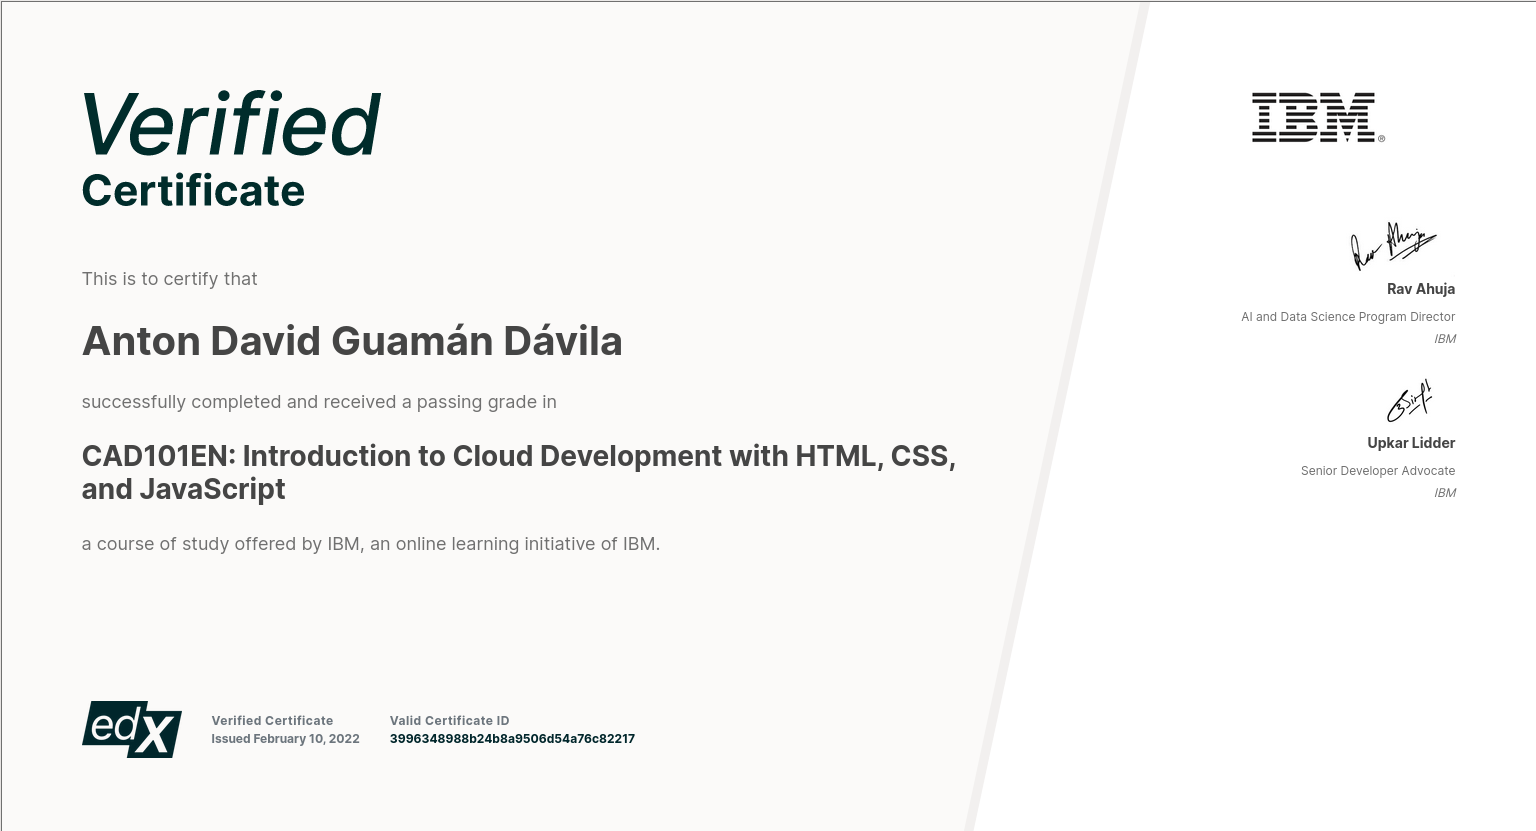 Verified
Certificate
This is to certify that
Anton David Guamán Dávila
successfully completed and received a passing grade in
CAD101EN: Introduction to Cloud Development with HTML, CSS,
and JavaScript
a course of study offered by IBM, an online learning initiative of IBM.
edX
Verified Certificate
Issued February 10, 2022
Valid Certificate ID
3996348988b24b8a9506d54a76c82217
IBM®
Rav Ahuja
Rav Ahuja
AI and Data Science Program Director
IBM
Upkar Lidder
Senior Developer Advocate
IBM